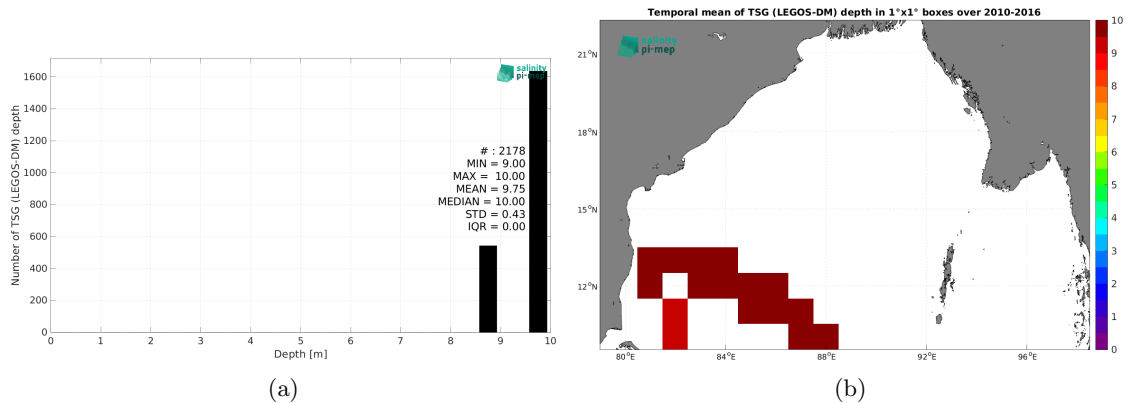 salinity
pi-mep
Number of TSG (LEGOS-DM) depth
1600
1400
1200
1000
800
600
400
200
0
# : 2178
MIN = 9.00
MAX = 10.00
MEAN = 9.75
MEDIAN = 10.00
STD = 0.43
IQR = 0.00
0 1 2 3 4 5 6 7 8 9 10
Depth [m]
(a)
Temporal mean of TSG (LEGOS-DM) depth in 1°x1° boxes over 2010-2016
salinity
pi-mep
21°N
18°N
15°N
12°N
80°E 84°E 88°E 92°E 96°E
10
9
8
7
6
5
4
3
2
1
0
(b)